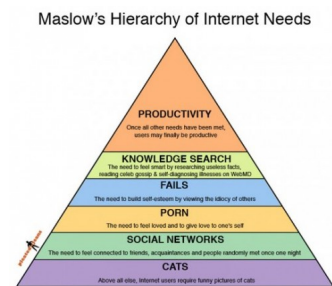 Maslow's Hierarchy of Internet Needs
PRODUCTIVITY
Once all other needs have been met,
users may finally be productive
KNOWLEDGE SEARCH
The need to feel smart by researching useless facts,
reading celeb gossip & self-diagnosing illnesses on WebMD
FAILS
The need to build self-esteem by viewing the idiocy of others
PORN
The need to feel loved and to give love to one's self
SOCIAL NETWORKS
The need to feel connected to friends, acquaintances and people randomly met once one night
CATS
Above all else, Internet users require funny pictures of cats